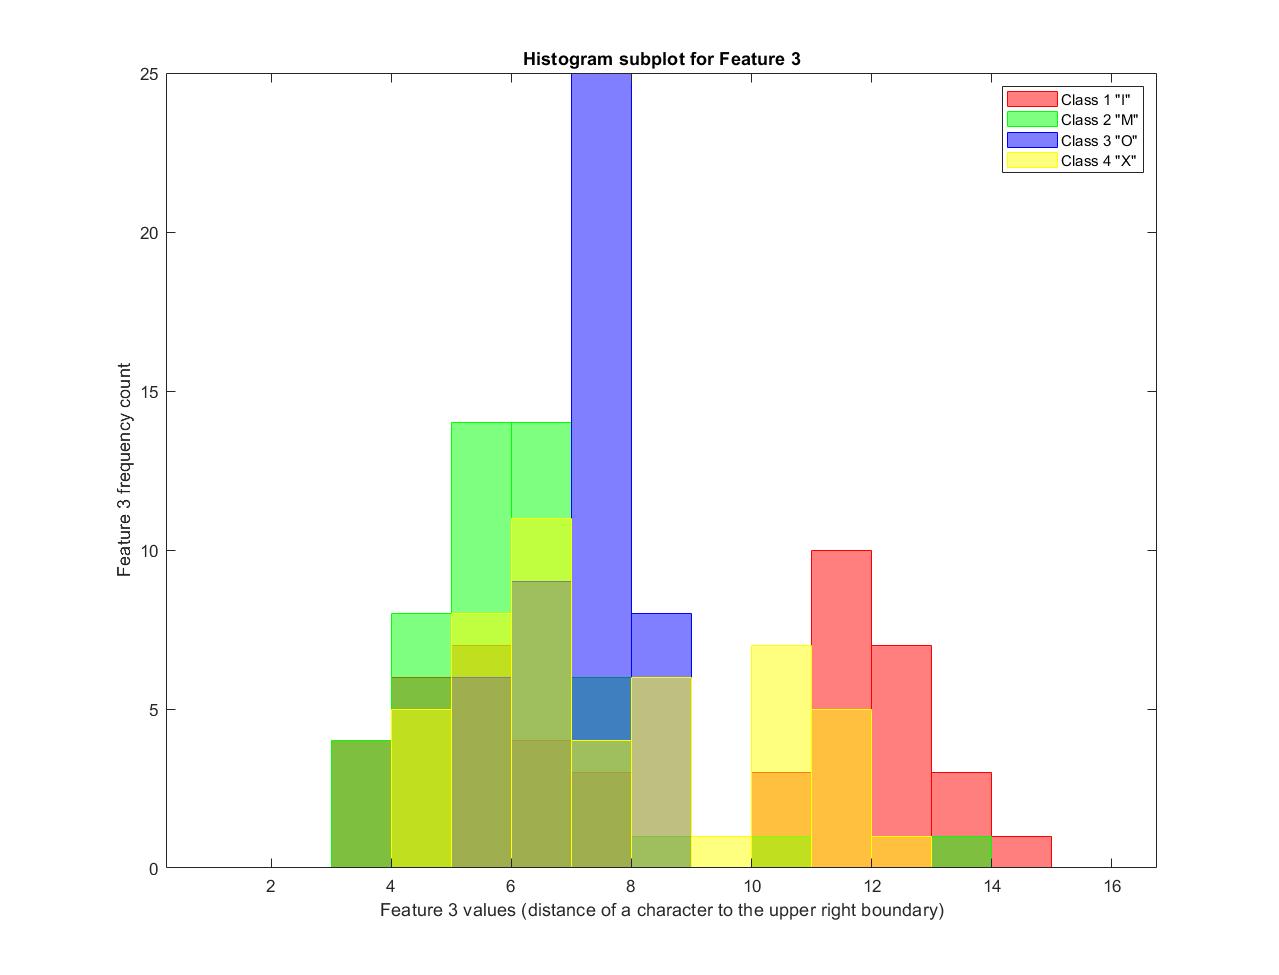 Histogram subplot for Feature 3
25
20
15
10
5
0
Feature 3 frequency count
Class 1 "I"
Class 2 "M"
Class 3 "O"
Class 4 "X"
2 4 6 8 10 12 14 16
Feature 3 values (distance of a character to the upper right boundary)